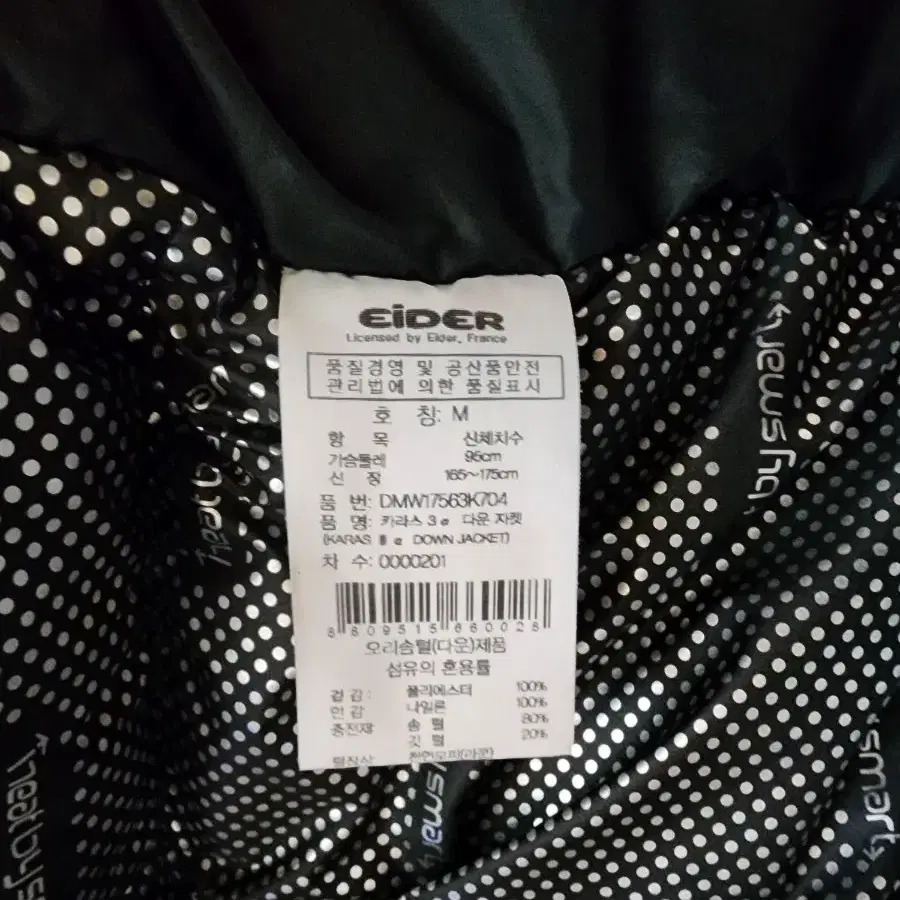 EiDER
Licensed by Eider, France
품질경영 및 공산품안전
관리법에 의한 품질표시
호 칭: M
항 목 신체치수
가슴둘레 95cm
신 장 165~175cm
품 번: DMW17563K704
품 명: 카라스 3 e 다운 자켓
(KARAS Ⅲ e DOWN JACKET)
차 수: 0000201
8809515660028
오리솜털(다운)제품
섬유의 혼용률
겉감: 폴리에스터 100%
안감 나일론 100%
충전재 솜 털 80%
깃 털 20%
heatbysmart
bysmart
smart
heatbys